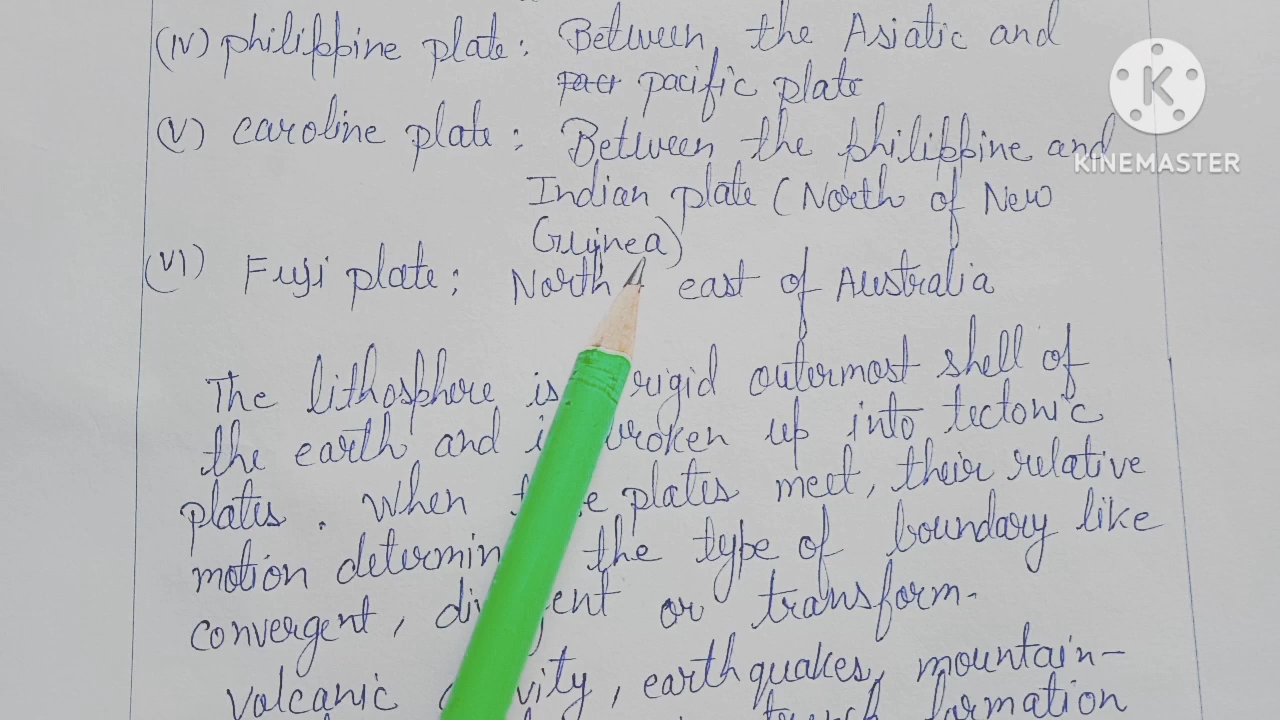 (IV) philippine plate: Between the Asiatic and
pacific plate
(V) caroline plate: Between the philippine and
Indian plate (North of New
Guinea)
(VI) Fuji plate; North east of Australia
The lithosphere is rigid outermost shell of
the earth and broken up into tectonic
plates. When plates meet, their relative
motion the type of boundary like
convergent, or transform.
Volcanic , earthquakes, mountain-
formation
K
KINEMASTER